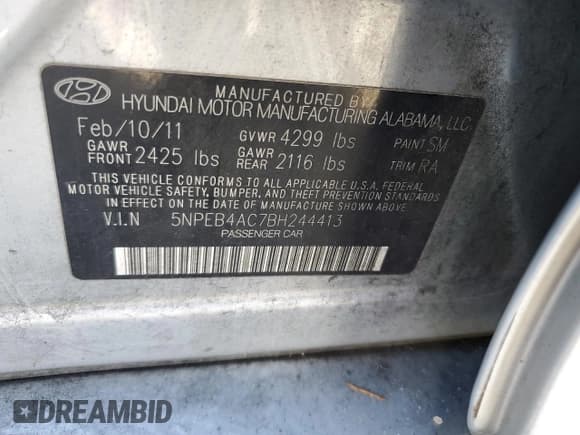 MANUFACTURED BY
HYUNDAI MOTOR MANUFACTURING ALABAMA, LLC
Feb/10/11 GVWR 4299 lbs PAINT SM
GAWR FRONT 2425 lbs GAWR REAR 2116 lbs TRIM RA
THIS VEHICLE CONFORMS TO ALL APPLICABLE U.S.A. FEDERAL
MOTOR VEHICLE SAFETY, BUMPER, AND THEFT PREVENTION STANDARDS
IN EFFECT ON THE DATE OF MANUFACTURE SHOWN ABOVE.
V.I.N 5NPEB4AC7BH244413
PASSENGER CAR
DREAMBID